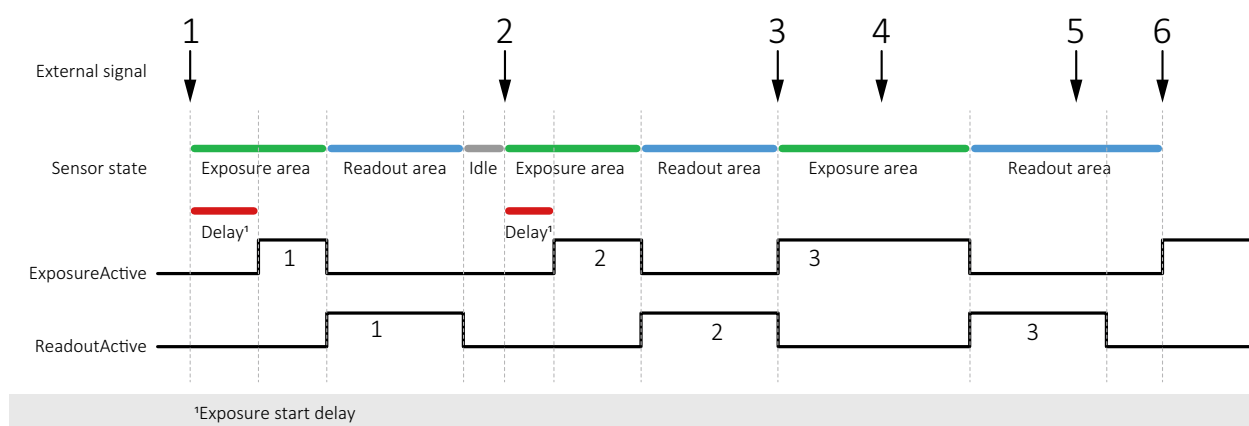 1 2 3 4 5 6
External signal
Sensor state Exposure area Readout area Idle Exposure area Readout area Exposure area Readout area
Delay¹ Delay¹
ExposureActive 1 2 3
ReadoutActive 1 2 3
¹Exposure start delay